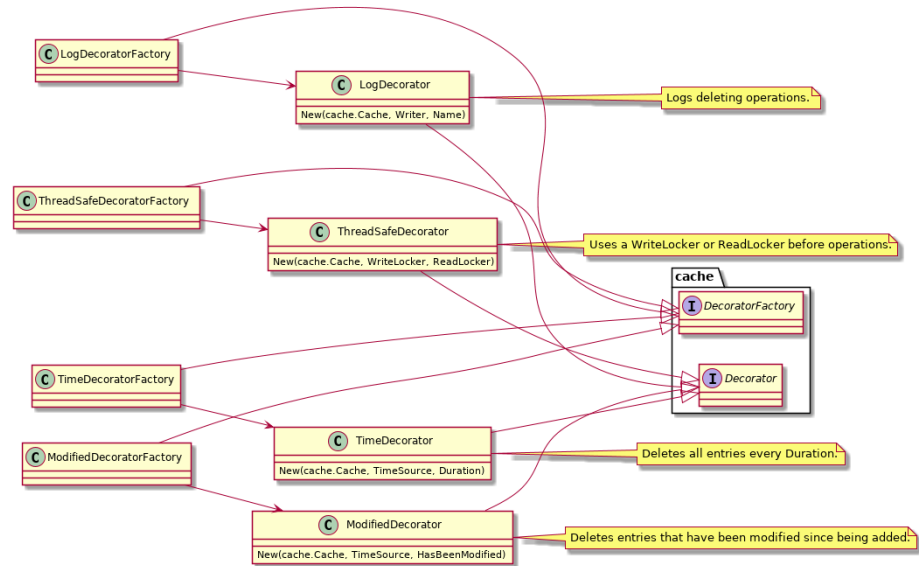 C LogDecoratorFactory
C LogDecorator
New(cache.Cache, Writer, Name)
Logs deleting operations.
C ThreadSafeDecoratorFactory
C ThreadSafeDecorator
New(cache.Cache, WriteLocker, ReadLocker)
Uses a WriteLocker or ReadLocker before operations.
cache
I DecoratorFactory
I Decorator
C TimeDecoratorFactory
C TimeDecorator
New(cache.Cache, TimeSource, Duration)
Deletes all entries every Duration.
C ModifiedDecoratorFactory
C ModifiedDecorator
New(cache.Cache, TimeSource, HasBeenModified)
Deletes entries that have been modified since being added.